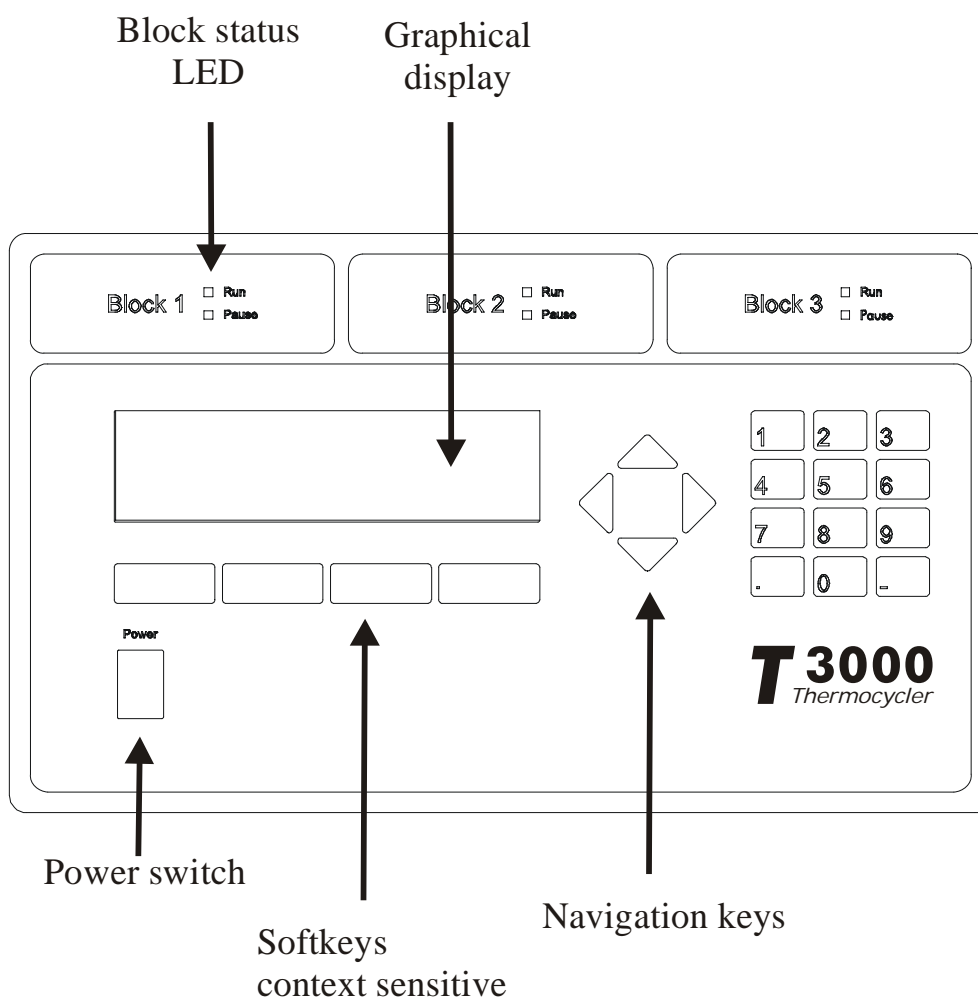 Block status
LED
Graphical
display
Block 1
Run
Pause
Block 2
Run
Pause
Block 3
Run
Pause
1 2 3
4 5 6
7 8 9
. 0 -
Power
T 3000
Thermocycler
Power switch
Navigation keys
Softkeys
context sensitive